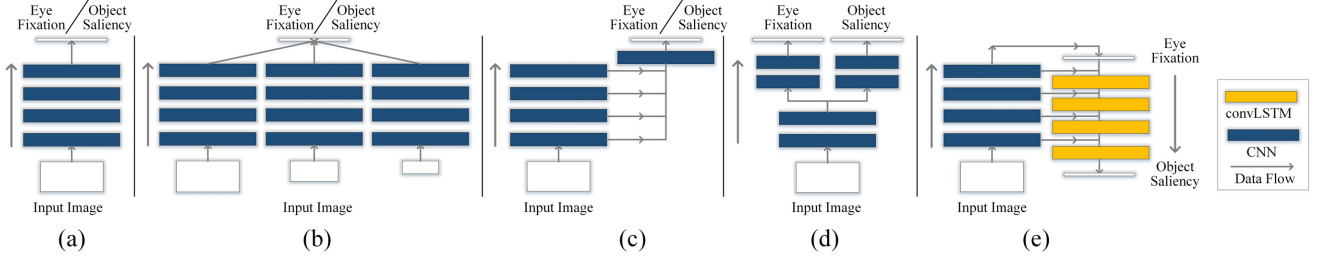 Eye Fixation / Object Saliency
Input Image
(a)
Eye Fixation / Object Saliency
Input Image
(b)
Eye Fixation / Object Saliency
Input Image
(c)
Eye Fixation
Object Saliency
Input Image
(d)
Eye Fixation
Object Saliency
Input Image
(e)
convLSTM
CNN
Data Flow